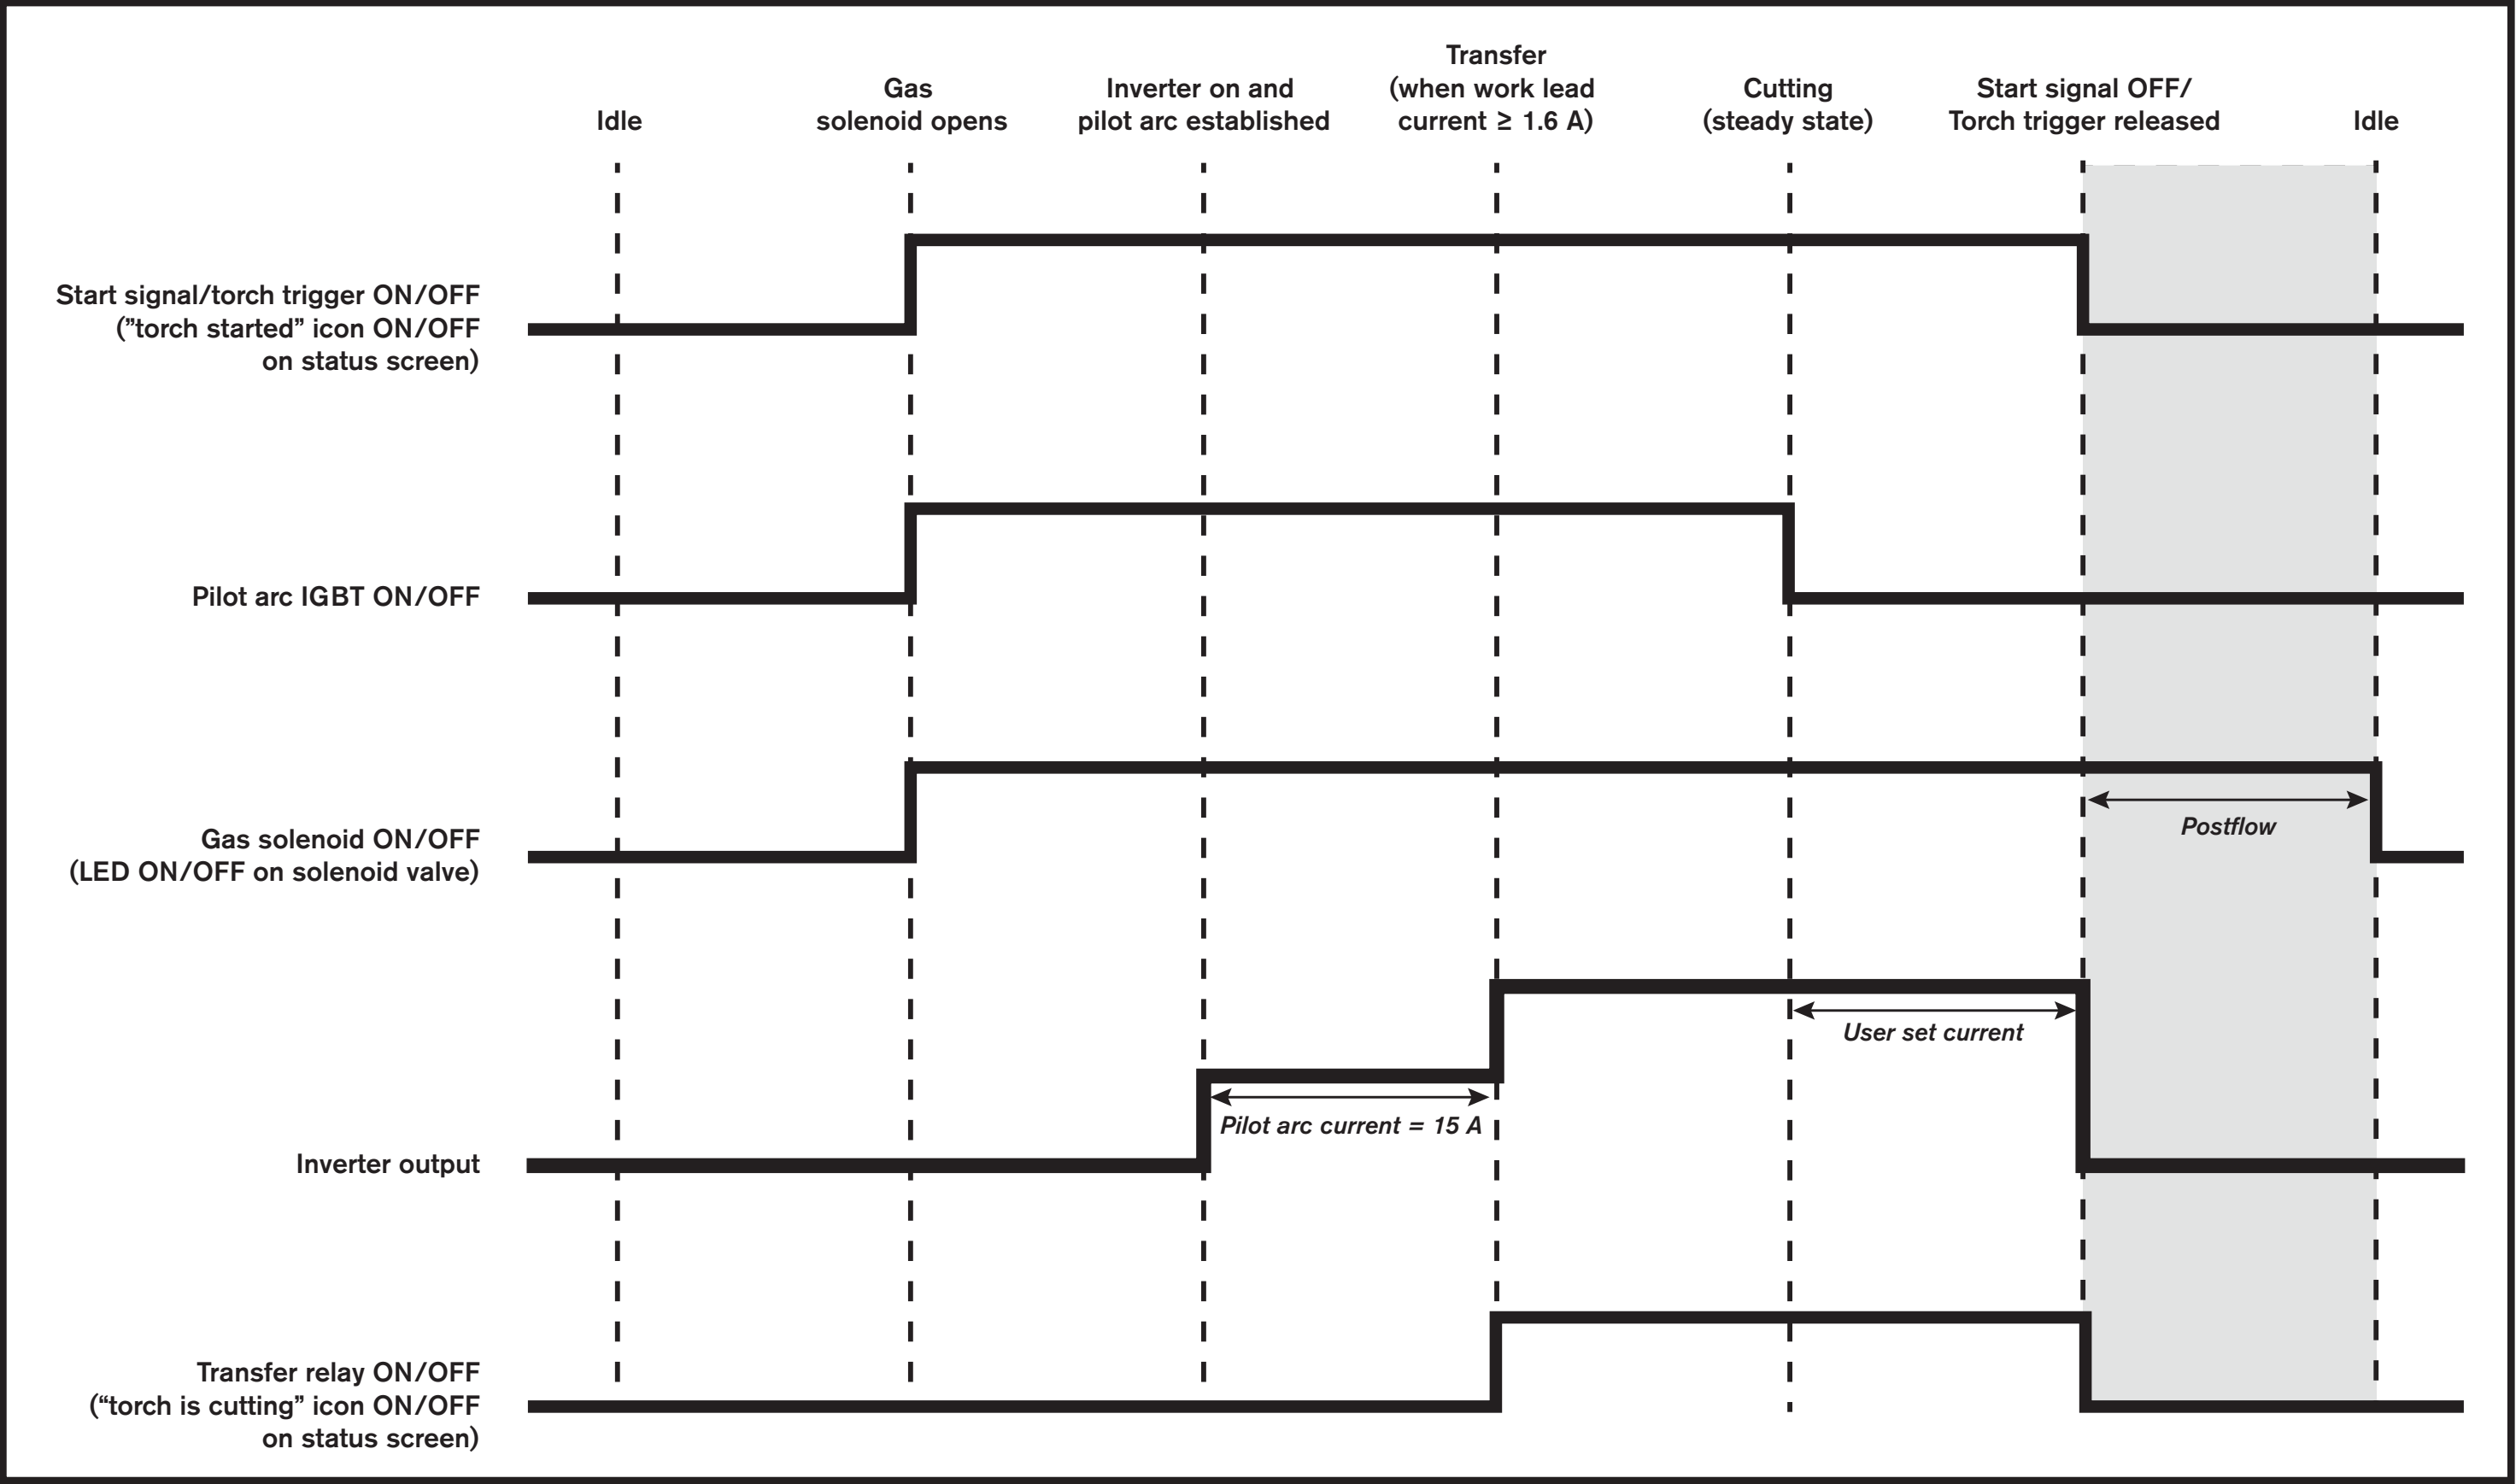 Idle
Gas
solenoid opens
Inverter on and
pilot arc established
Transfer
(when work lead
current ≥ 1.6 A)
Cutting
(steady state)
Start signal OFF/
Torch trigger released
Idle
Start signal/torch trigger ON/OFF
(”torch started” icon ON/OFF
on status screen)
Pilot arc IGBT ON/OFF
Gas solenoid ON/OFF
(LED ON/OFF on solenoid valve)
Postflow
User set current
Pilot arc current = 15 A
Inverter output
Transfer relay ON/OFF
(“torch is cutting” icon ON/OFF
on status screen)